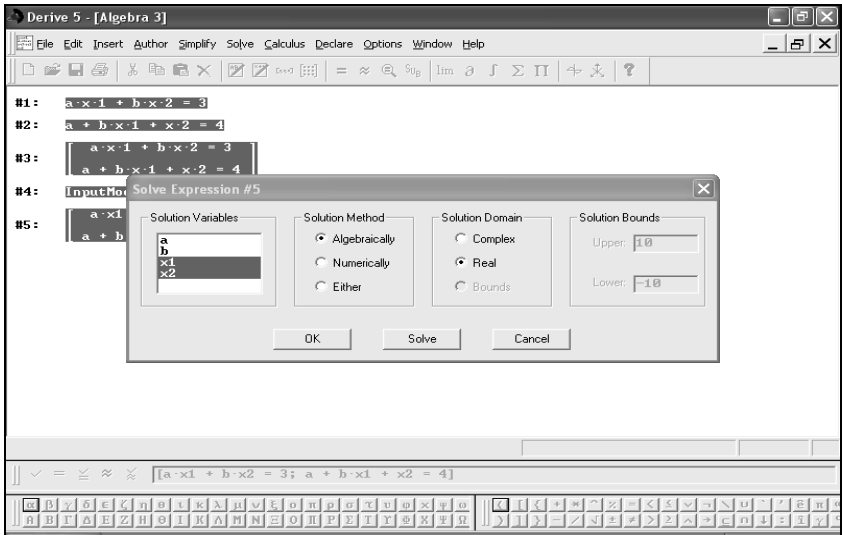 Derive 5 - [Algebra 3]
File Edit Insert Author Simplify Solve Calculus Declare Options Window Help
= ≈ Sub lim ∂ ∫ Σ Π ?
#1: a·x·1 + b·x·2 = 3
#2: a + b·x·1 + x·2 = 4
#3: a·x·1 + b·x·2 = 3
a + b·x·1 + x·2 = 4
#4: InputMo
#5: a·x1
a + b
Solve Expression #5
Solution Variables Solution Method Solution Domain Solution Bounds
a
b
x1
x2
Algebraically
Numerically
Either
Complex
Real
Bounds
Upper: 10
Lower: -10
OK Solve Cancel
[a·x1 + b·x2 = 3; a + b·x1 + x2 = 4]
α β γ δ ε ζ η θ ι κ λ μ ν ξ ο π ρ σ τ υ φ χ ψ ω
Α Β Γ Δ Ε Ζ Η Θ Ι Κ Λ Μ Ν Ξ Ο Π Ρ Σ Τ Υ Φ Χ Ψ Ω